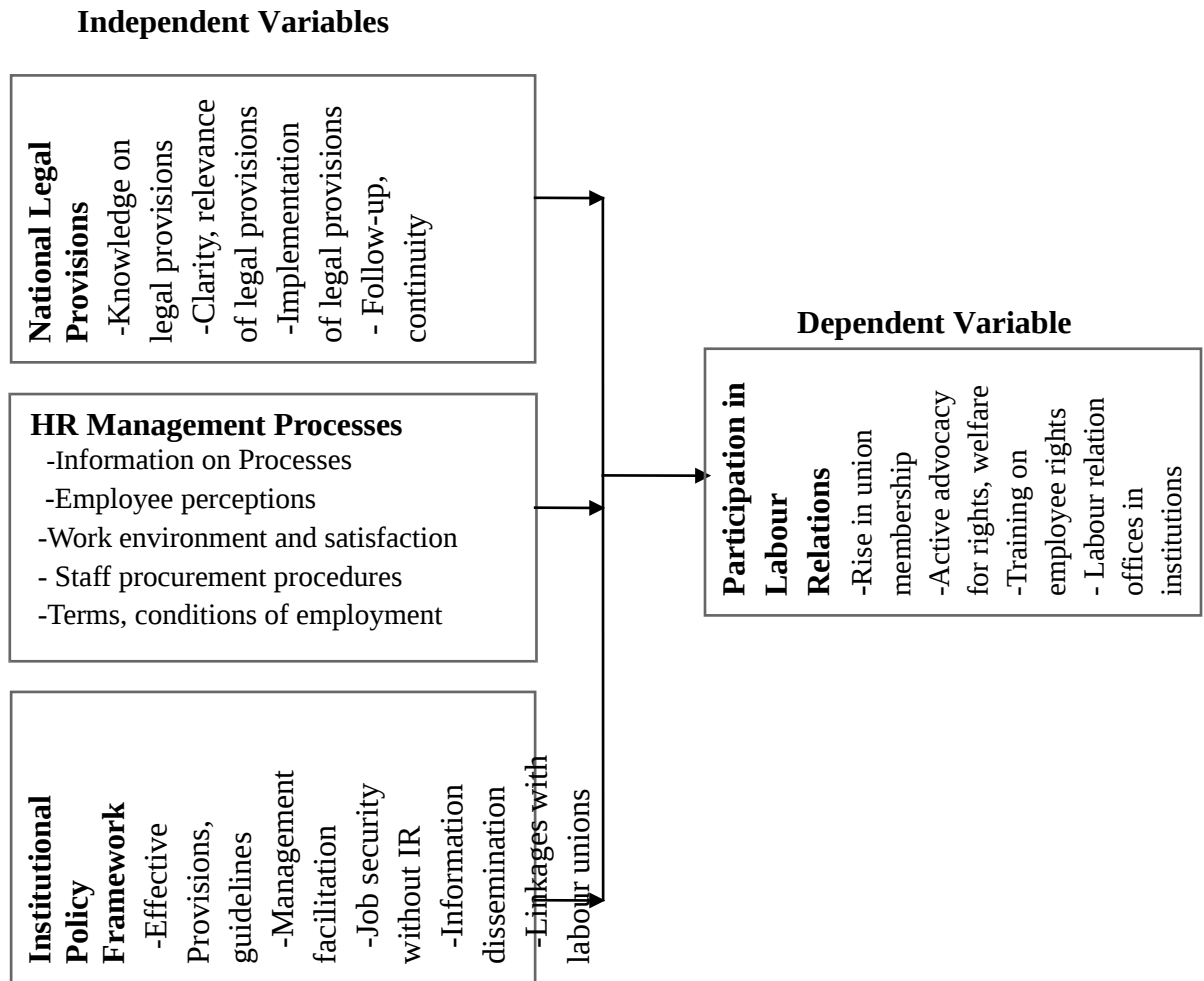 Independent Variables
National Legal
Provisions
-Knowledge on
legal provisions
-Clarity, relevance
of legal provisions
-Implementation
of legal provisions
- Follow-up,
continuity
HR Management Processes
-Information on Processes
-Employee perceptions
-Work environment and satisfaction
- Staff procurement procedures
-Terms, conditions of employment
Institutional
Policy
Framework
-Effective
Provisions,
guidelines
-Management
facilitation
-Job security
without IR
-Information
dissemination
-Linkages with
labour unions
Dependent Variable
Participation in
Labour
Relations
-Rise in union
membership
-Active advocacy
for rights, welfare
-Training on
employee rights
- Labour relation
offices in
institutions